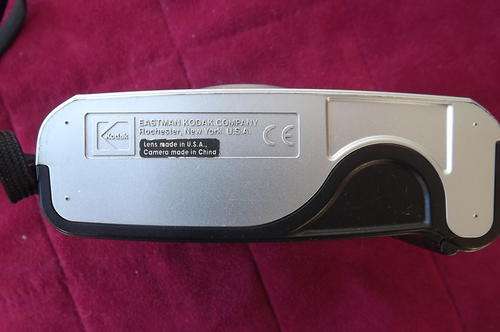 Kodak
EASTMAN KODAK COMPANY
Rochester, New York U.S.A.
CE
Lens made in U.S.A.,
Camera made in China